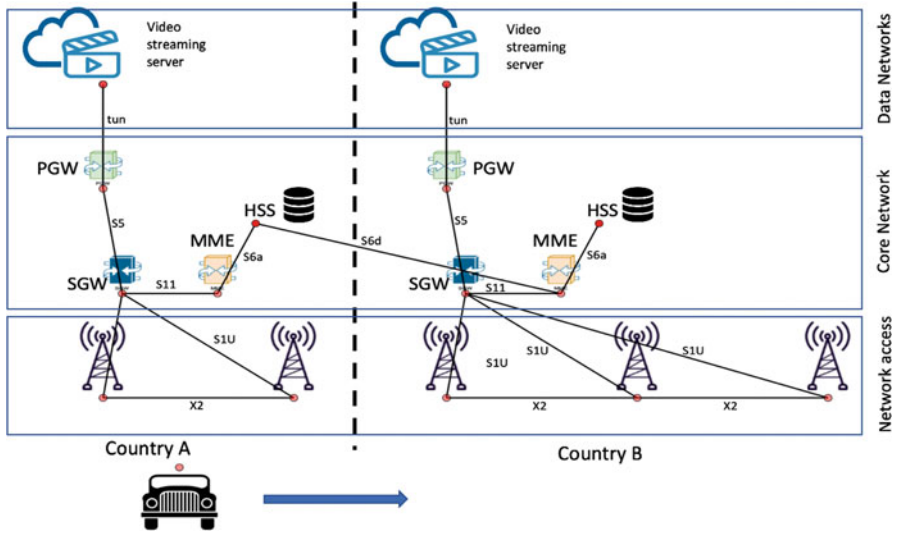 Video
streaming
server
Video
streaming
server
Data Networks
tun
tun
PGW
PGW
HSS
HSS
S5
S5
MME
S6a
S6d
MME
S6a
SGW
S11
SGW
S11
Core Network
S1U
S1U
S1U
S1U
X2
X2
X2
Network access
Country A
Country B